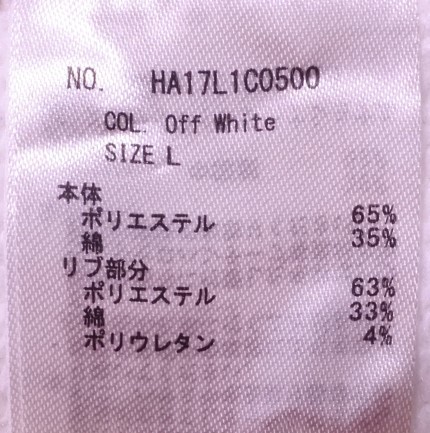 NO. HA17L1C0500
COL. Off White
SIZE L
本体
ポリエステル 65%
綿 35%
リブ部分
ポリエステル 63%
綿 33%
ポリウレタン 4%